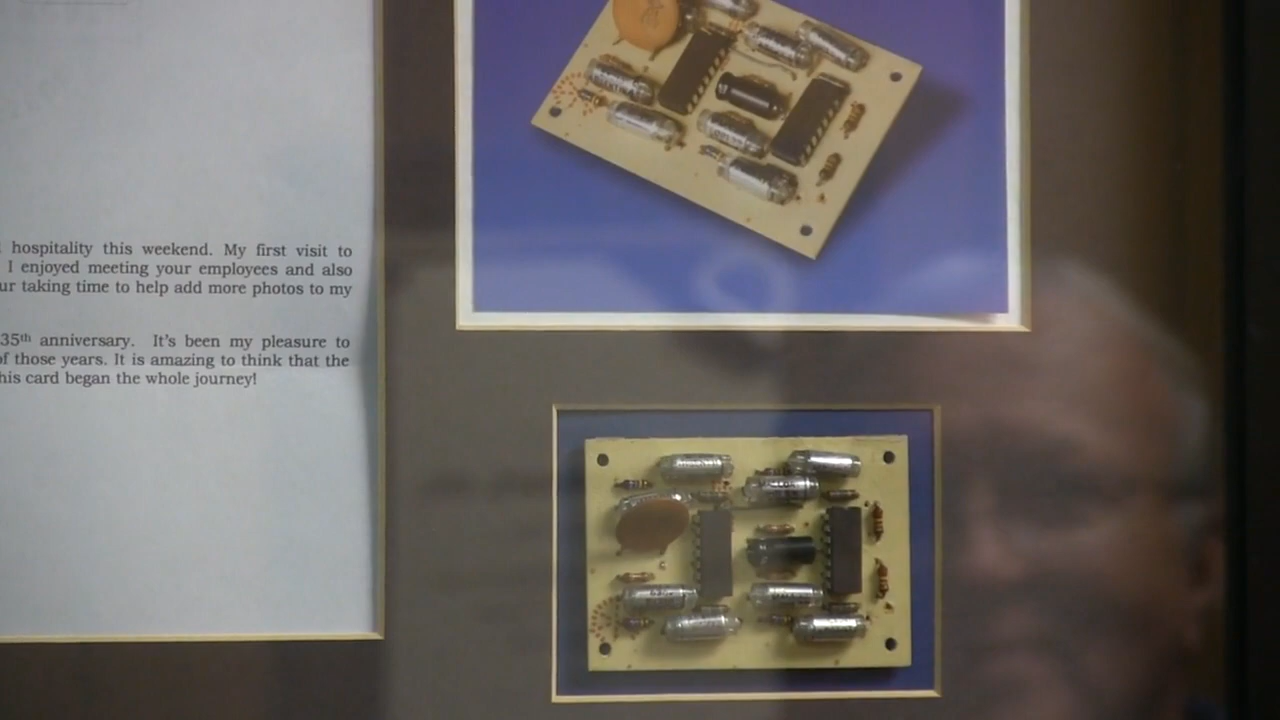 hospitality this weekend. My first visit to
I enjoyed meeting your employees and also
ur taking time to help add more photos to my
35th anniversary. It's been my pleasure to
of those years. It is amazing to think that the
his card began the whole journey!